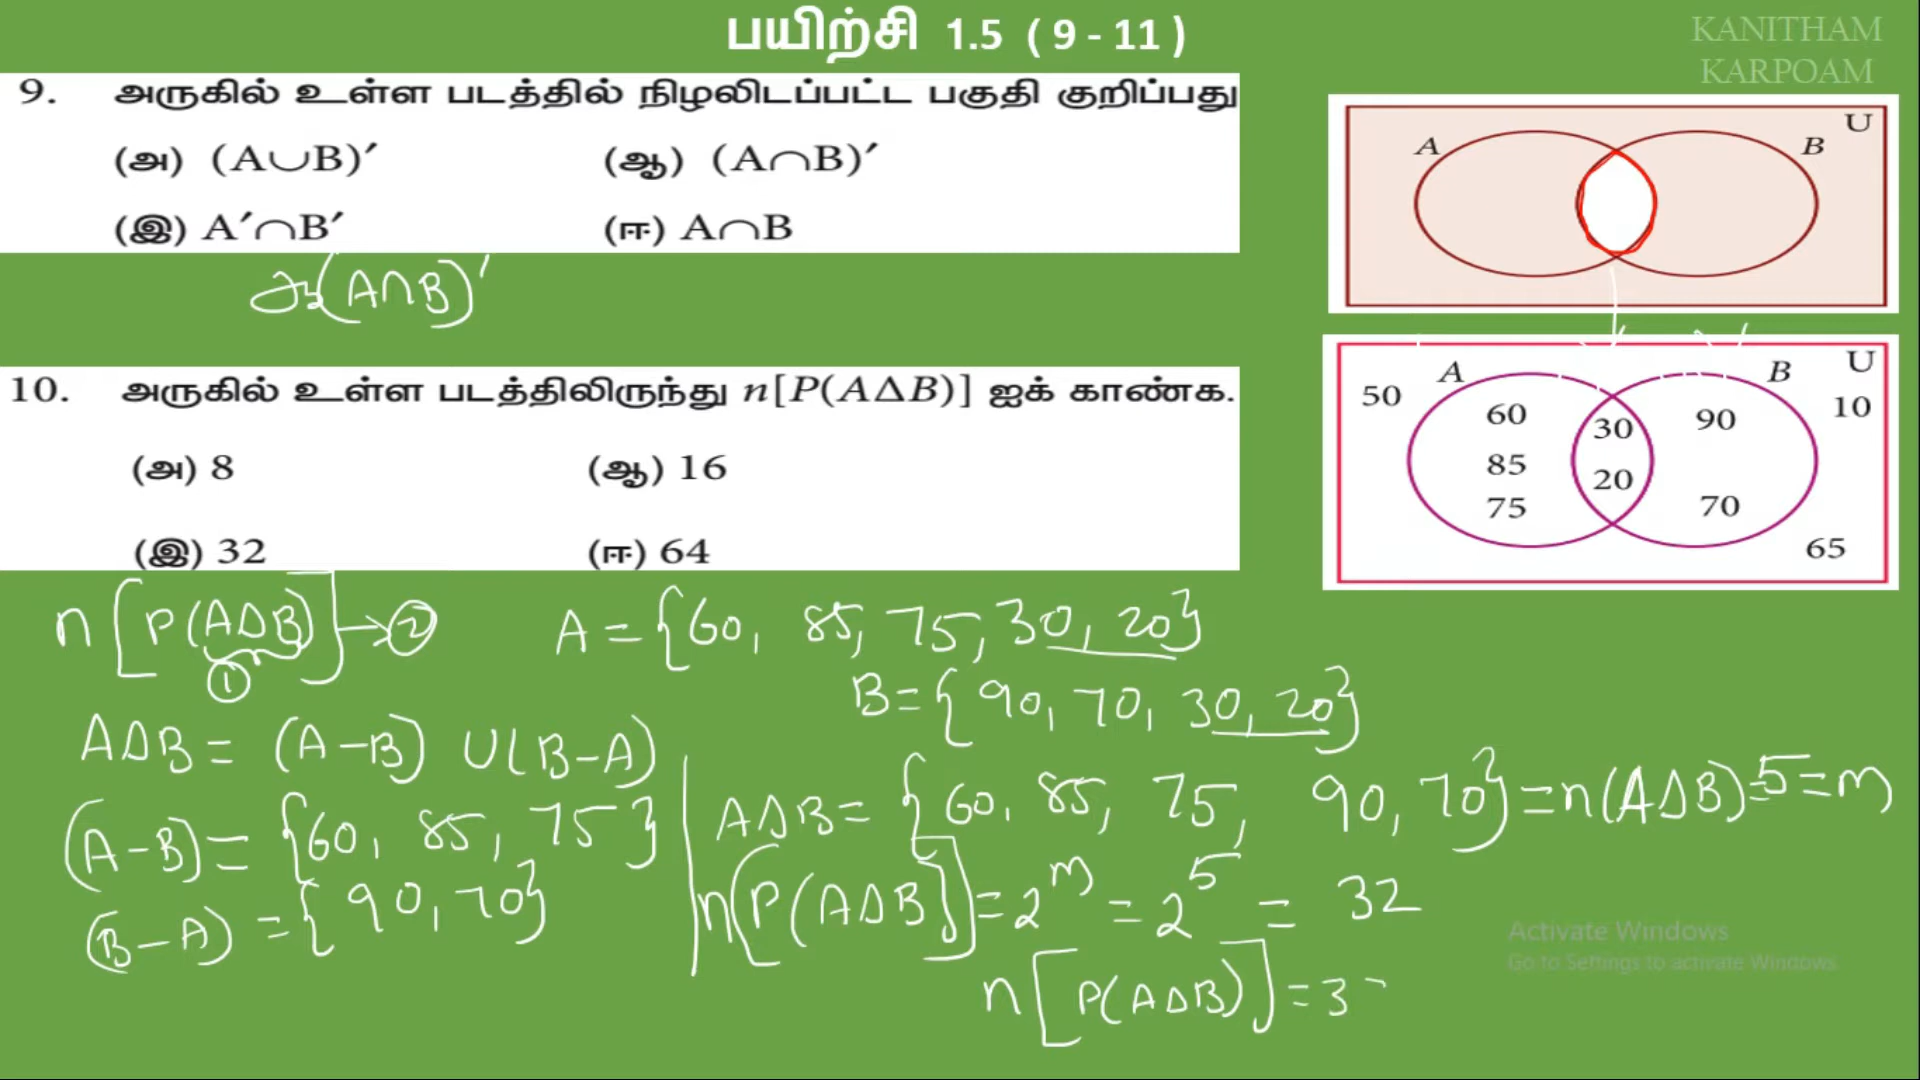 பயிற்சி 1.5 ( 9 - 11 )
KANITHAM
KARPOAM
9. அருகில் உள்ள படத்தில் நிழலிடப்பட்ட பகுதி குறிப்பது
(அ) (A∪B)′ (ஆ) (A∩B)′
(இ) A′∩B′ (ஈ) A∩B
ஆ (A∩B)'
A B U
10. அருகில் உள்ள படத்திலிருந்து n[P(AΔB)] ஐக் காண்க.
(அ) 8 (ஆ) 16
(இ) 32 (ஈ) 64
A B U
50 60 30 90 10
85 20
75 70
65
n[P(AΔB)] → ②
①
A = {60, 85, 75, 30, 20}
B = {90, 70, 30, 20}
AΔB = (A-B) ∪ (B-A)
(A-B) = {60, 85, 75}
(B-A) = {90, 70}
AΔB = {60, 85, 75, 90, 70} = n(AΔB) = 5 = m
n[P(AΔB] = 2^m = 2^5 = 32
n[P(AΔB)] = 3
Activate Windows
Go to Settings to activate Windows.